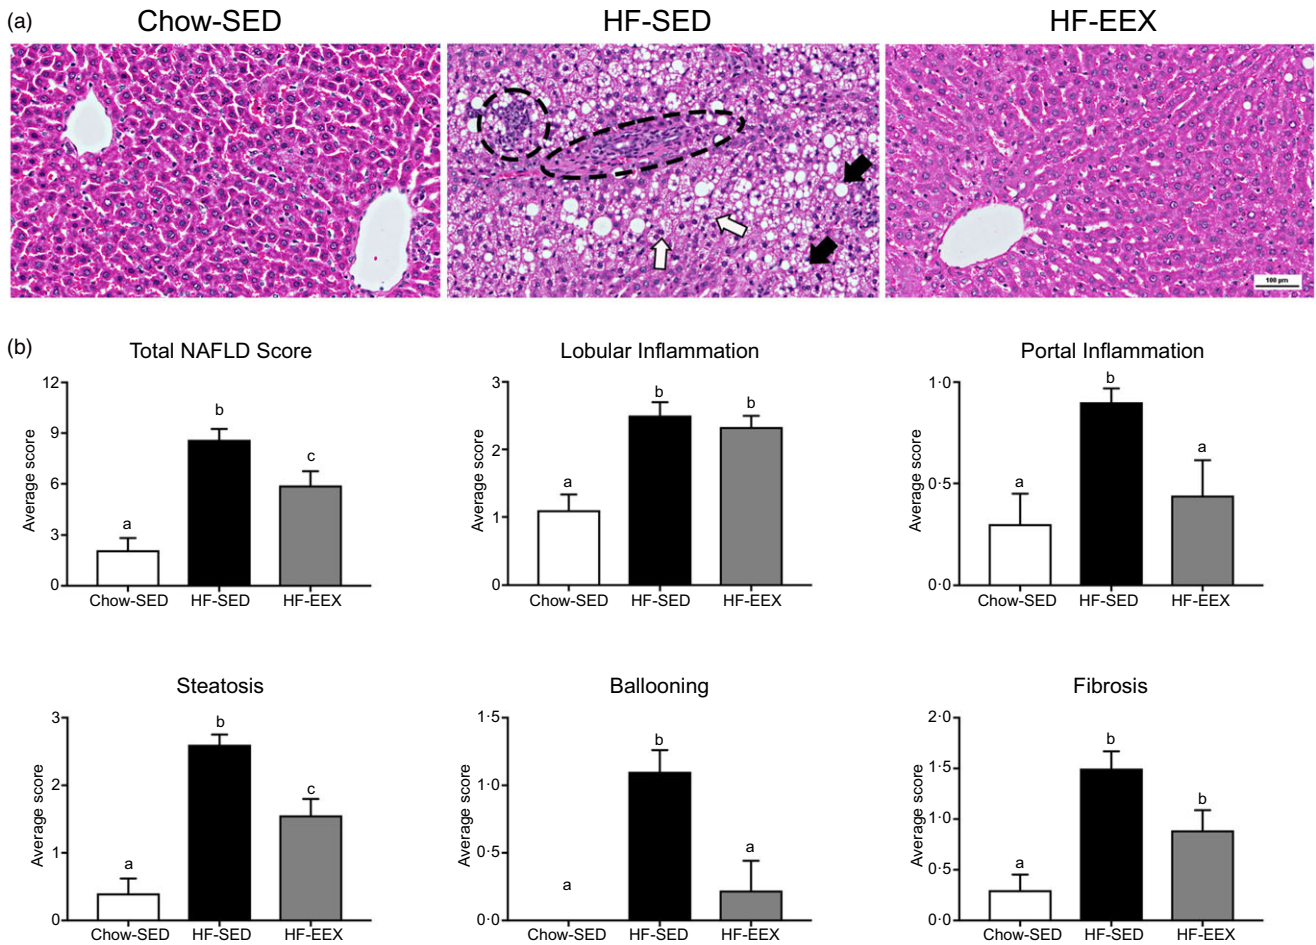 (a)
Chow-SED
HF-SED
HF-EEX
100 µm
(b)
Total NAFLD Score
Average score
12
9
6
3
0
a
b
c
Chow-SED
HF-SED
HF-EEX
Lobular Inflammation
Average score
3
2
1
0
a
b
b
Chow-SED
HF-SED
HF-EEX
Portal Inflammation
Average score
1·0
0·5
0·0
a
b
a
Chow-SED
HF-SED
HF-EEX
Steatosis
Average score
3
2
1
0
a
b
c
Chow-SED
HF-SED
HF-EEX
Ballooning
Average score
1·5
1·0
0·5
0·0
a
b
a
Chow-SED
HF-SED
HF-EEX
Fibrosis
Average score
2·0
1·5
1·0
0·5
0·0
a
b
b
Chow-SED
HF-SED
HF-EEX